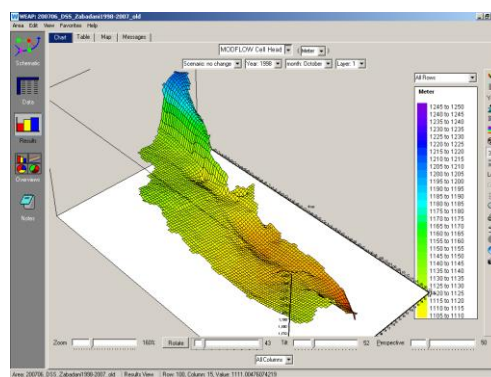 WEAP: 200706_DSS_Zabadani1998-2007_old
Area Edit View Favorites Help
Chart Table Map Messages
MODFLOW Cell Head (Meter)
Scenario: no change Year: 1998 month: October Layer: 1
All Rows
Meter
1245 to 1250
1240 to 1245
1235 to 1240
1230 to 1235
1225 to 1230
1220 to 1225
1215 to 1220
1210 to 1215
1205 to 1210
1200 to 1205
1195 to 1200
1190 to 1195
1185 to 1190
1180 to 1185
1175 to 1180
1170 to 1175
1165 to 1170
1160 to 1165
1155 to 1160
1150 to 1155
1145 to 1150
1140 to 1145
1135 to 1140
1130 to 1135
1125 to 1130
1120 to 1125
1115 to 1120
1110 to 1115
1105 to 1110
Schematic
Data
Results
Overviews
Notes
Zoom 168% Rotate 43 Tilt 52 Perspective 50
All Columns
Area: 200706_DSS_Zabadani1998-2007_old Results View Row: 100, Column: 15, Value: 1111.00476074219